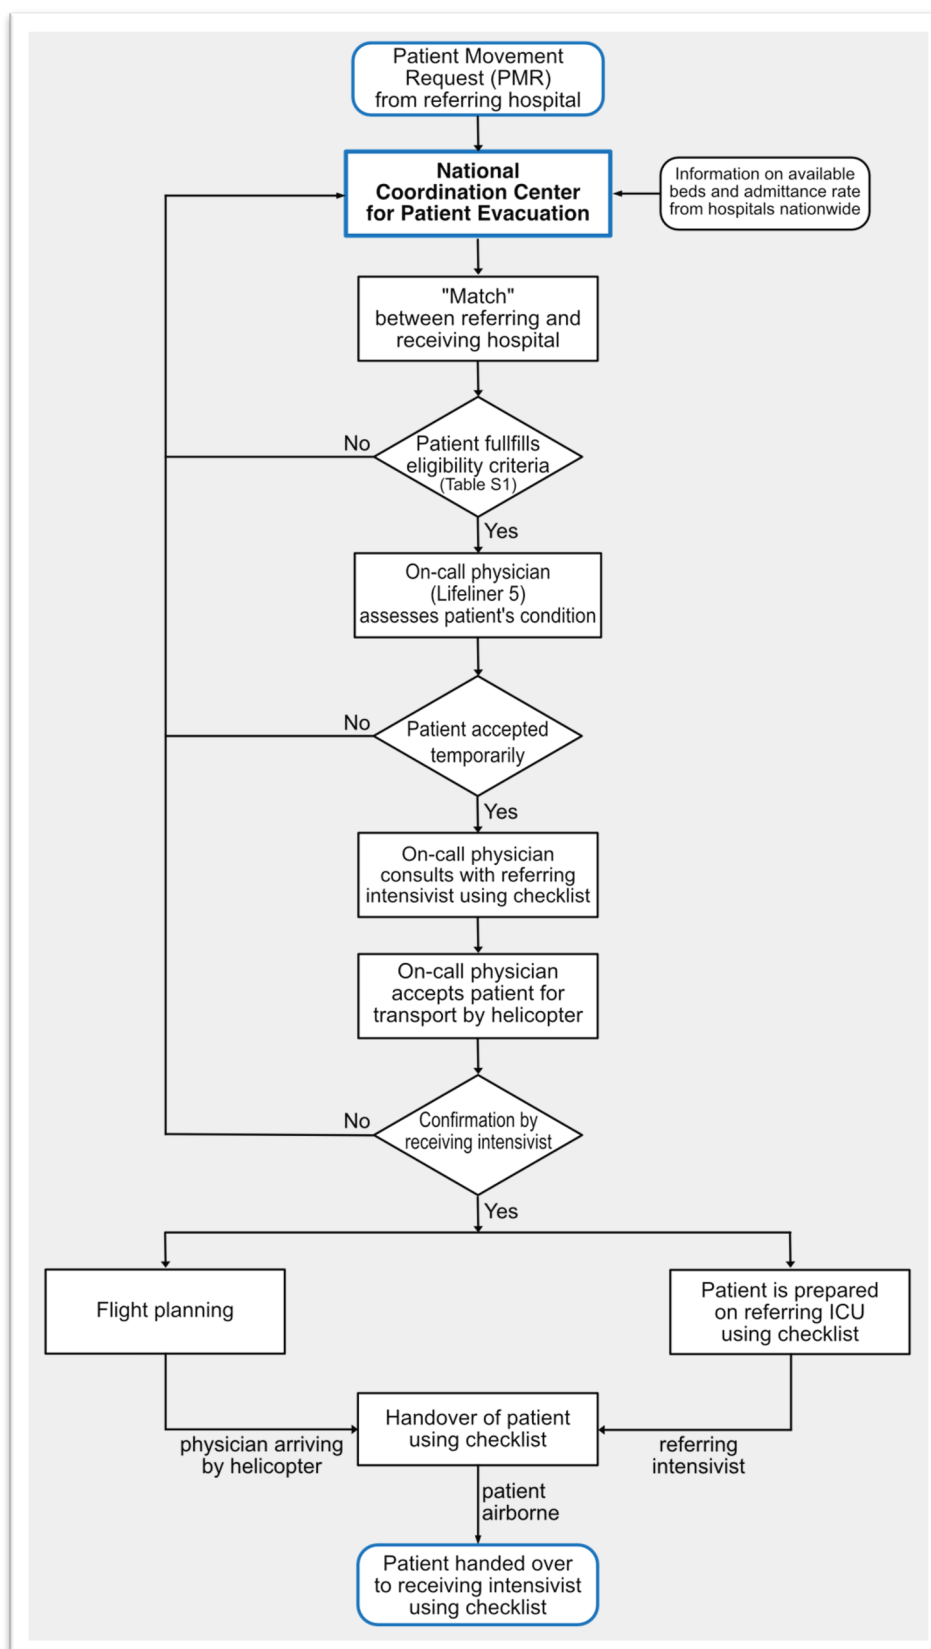 Patient Movement
Request (PMR)
from referring hospital
National
Coordination Center
for Patient Evacuation
Information on available
beds and admittance rate
from hospitals nationwide
"Match"
between referring and
receiving hospital
No
Patient fullfills
eligibility criteria
(Table S1)
Yes
On-call physician
(Lifeliner 5)
assesses patient's condition
No
Patient accepted
temporarily
Yes
On-call physician
consults with referring
intensivist using checklist
On-call physician
accepts patient for
transport by helicopter
No
Confirmation by
receiving intensivist
Yes
Flight planning
Patient is prepared
on referring ICU
using checklist
Handover of patient
using checklist
physician arriving
by helicopter
referring
intensivist
patient
airborne
Patient handed over
to receiving intensivist
using checklist